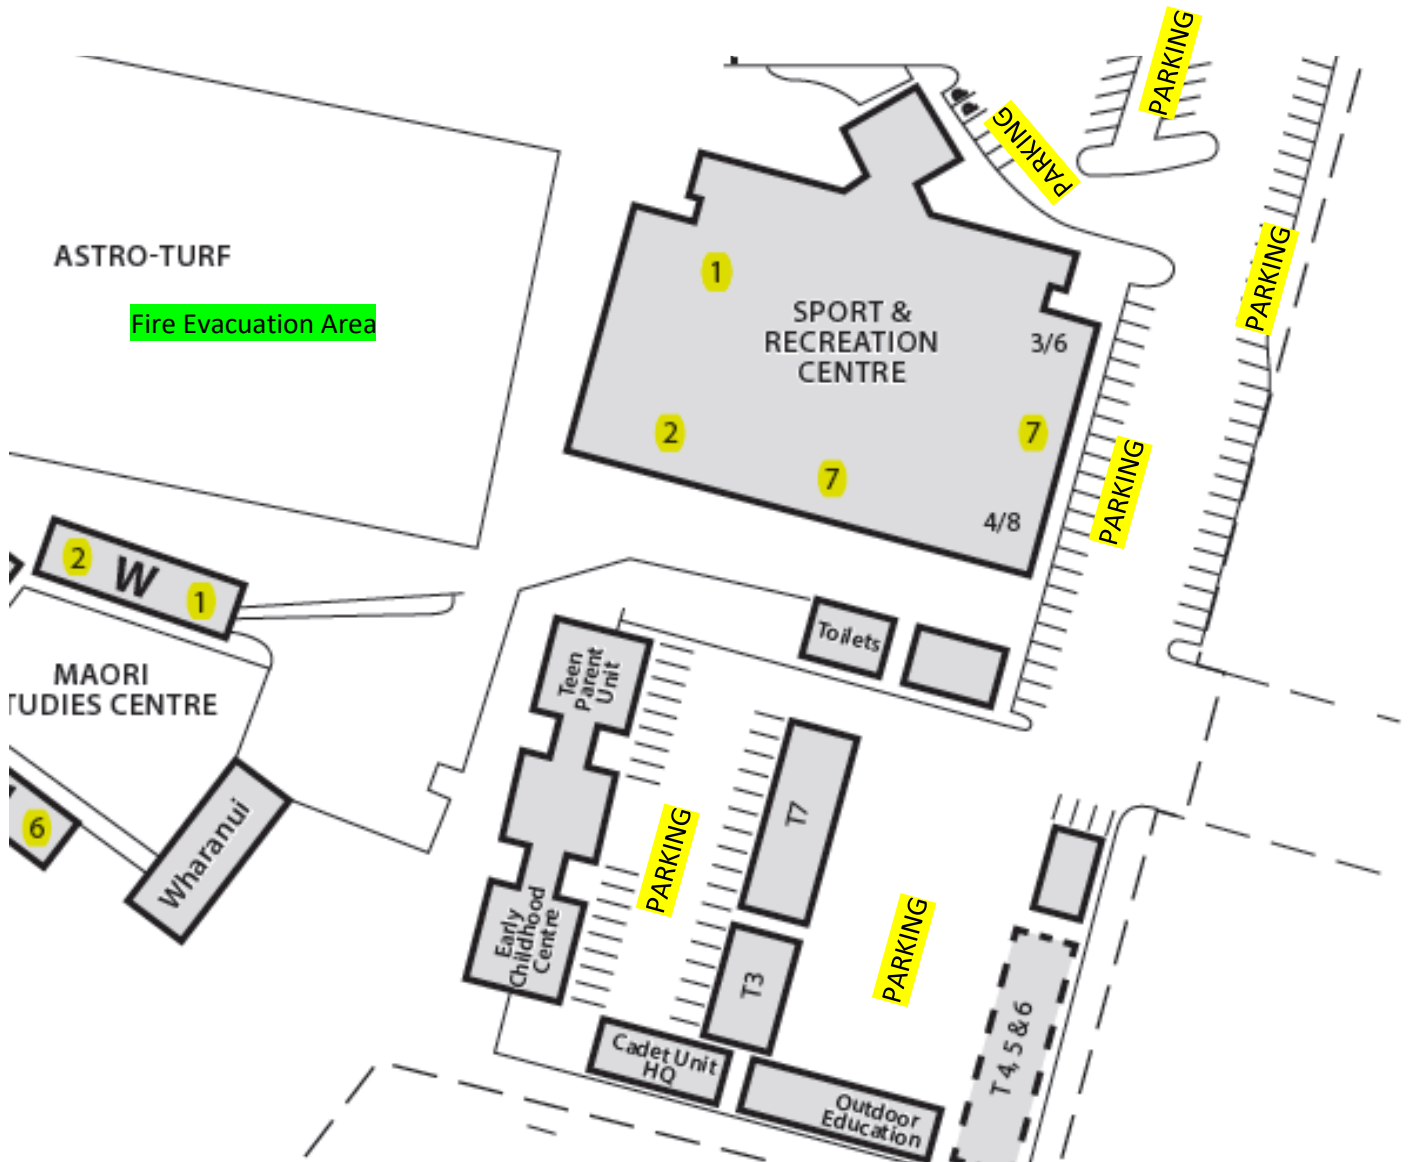 PARKING
PARKING
ASTRO-TURF
Fire Evacuation Area
PARKING
1
SPORT &
RECREATION
CENTRE
3/6
2
7
7
4/8
PARKING
2
W
1
Toilets
Teen
Parent
Unit
MAORI
TUDIES CENTRE
6
Wharanui
PARKING
T7
Early
Childhood
Centre
T3
PARKING
T 4, 5 & 6
Cadet Unit
HQ
Outdoor
Education